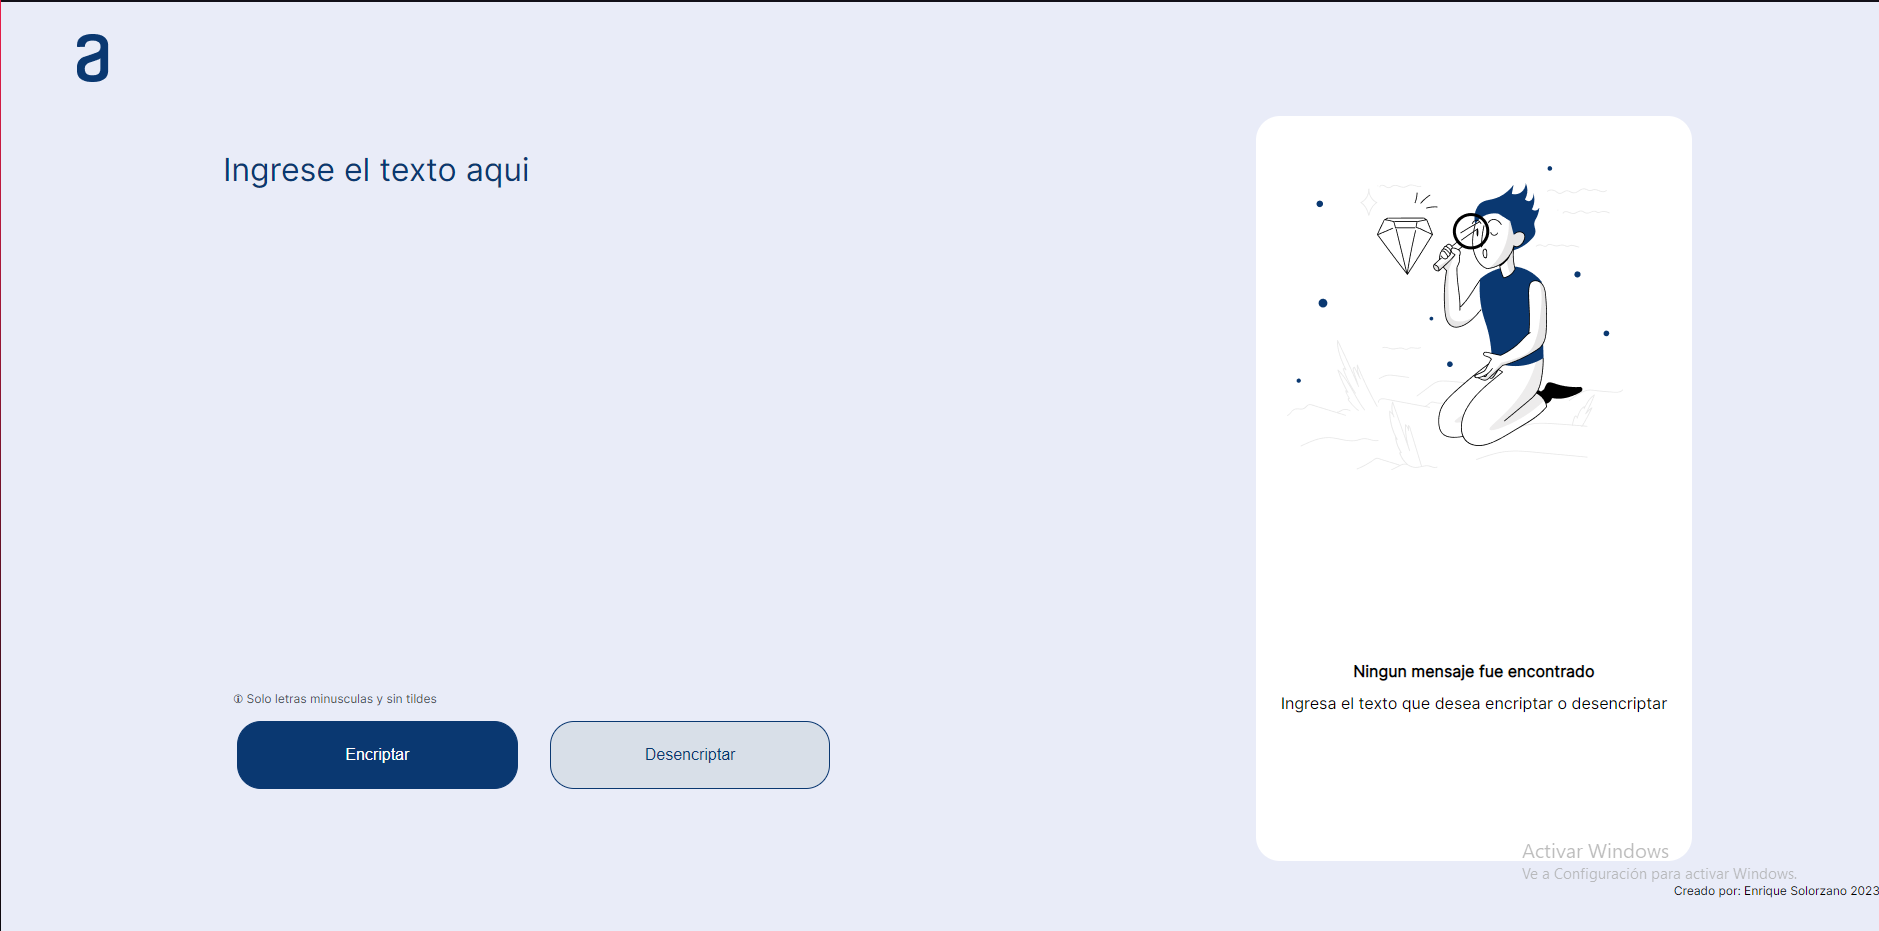 a
Ingrese el texto aqui
Ningun mensaje fue encontrado
Ingresa el texto que desea encriptar o desencriptar
Solo letras minusculas y sin tildes
Encriptar
Desencriptar
Activar Windows
Ve a Configuración para activar Windows.
Creado por: Enrique Solorzano 2023